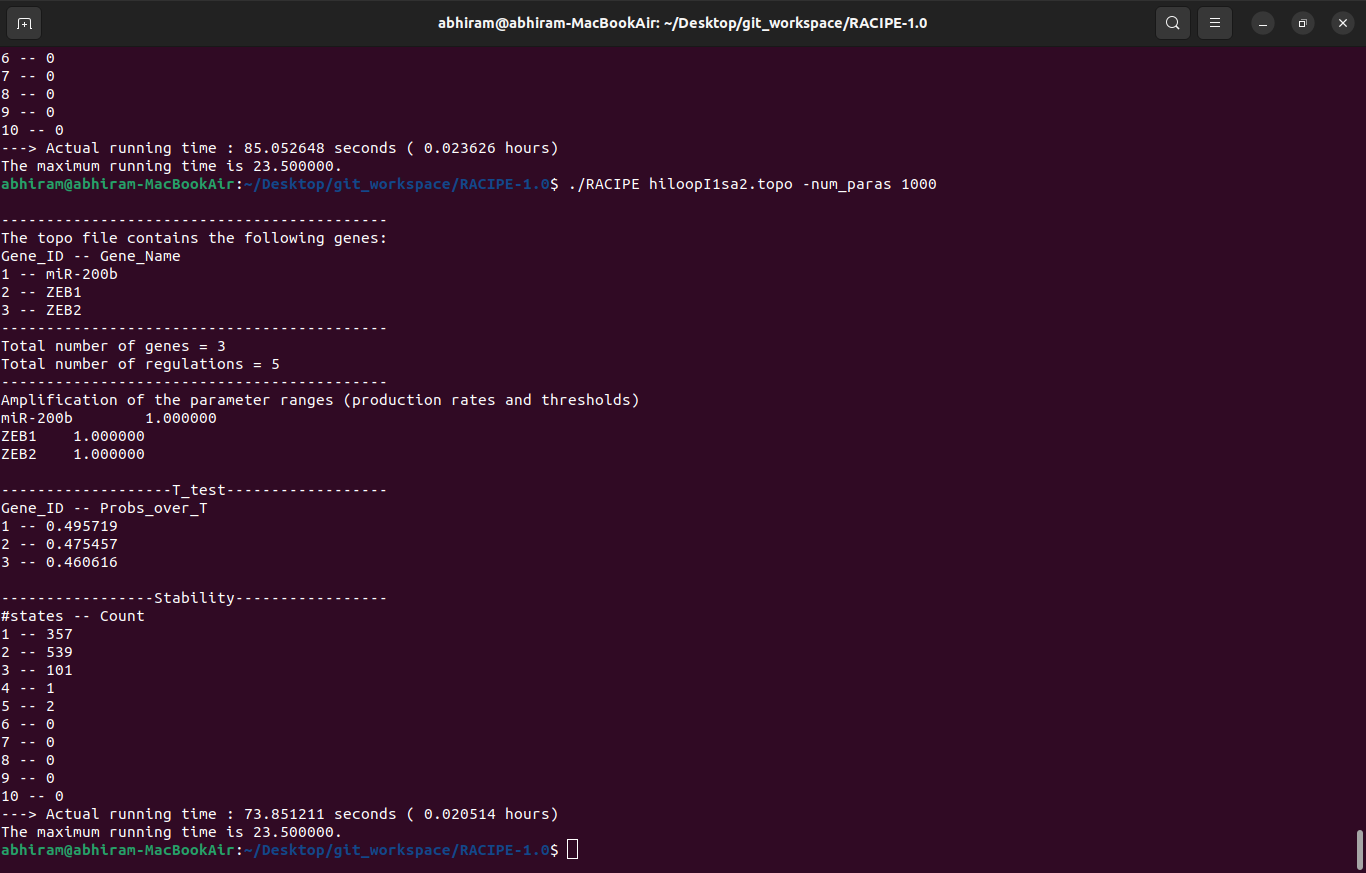 abhiram@abhiram-MacBookAir: ~/Desktop/git_workspace/RACIPE-1.0
6 -- 0
7 -- 0
8 -- 0
9 -- 0
10 -- 0
---> Actual running time : 85.052648 seconds ( 0.023626 hours)
The maximum running time is 23.500000.
abhiram@abhiram-MacBookAir:~/Desktop/git_workspace/RACIPE-1.0$ ./RACIPE hiloopI1sa2.topo -num_paras 1000
-------------------------------------------
The topo file contains the following genes:
Gene_ID -- Gene_Name
1 -- miR-200b
2 -- ZEB1
3 -- ZEB2
-------------------------------------------
Total number of genes = 3
Total number of regulations = 5
-------------------------------------------
Amplification of the parameter ranges (production rates and thresholds)
miR-200b        1.000000
ZEB1    1.000000
ZEB2    1.000000
-------------------T_test------------------
Gene_ID -- Probs_over_T
1 -- 0.495719
2 -- 0.475457
3 -- 0.460616
-----------------Stability-----------------
#states -- Count
1 -- 357
2 -- 539
3 -- 101
4 -- 1
5 -- 2
6 -- 0
7 -- 0
8 -- 0
9 -- 0
10 -- 0
---> Actual running time : 73.851211 seconds ( 0.020514 hours)
The maximum running time is 23.500000.
abhiram@abhiram-MacBookAir:~/Desktop/git_workspace/RACIPE-1.0$